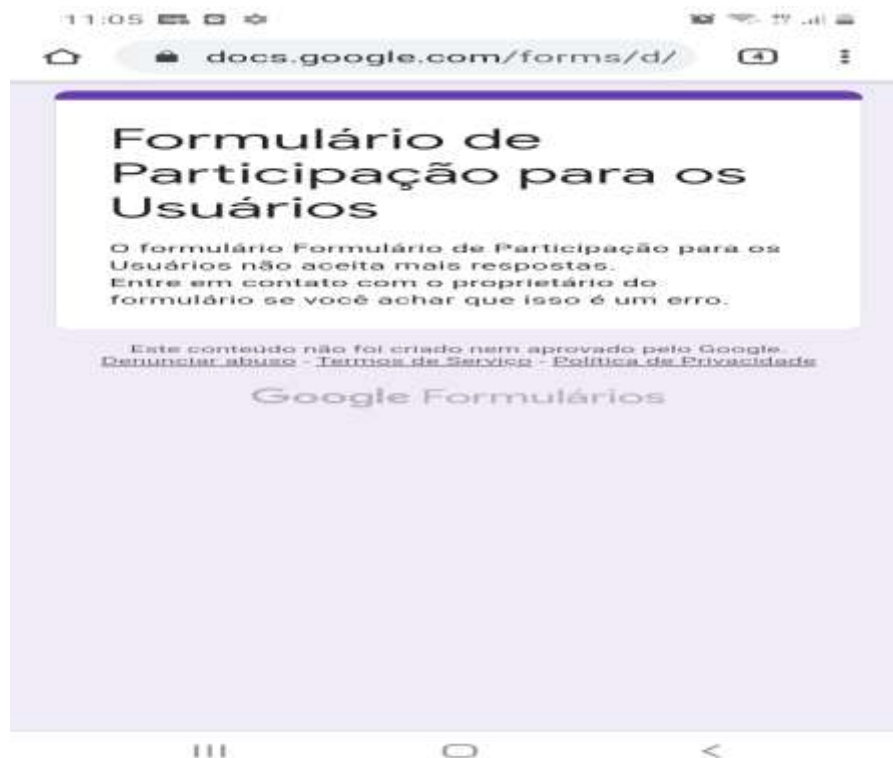 11:05
docs.google.com/forms/d/
4
Formulário de
Participação para os
Usuários
O formulário Formulário de Participação para os
Usuários não aceita mais respostas.
Entre em contato com o proprietário do
formulário se você achar que isso é um erro.
Este conteúdo não foi criado nem aprovado pelo Google.
Denunciar abuso - Termos de Serviço - Política de Privacidade
Google Formulários